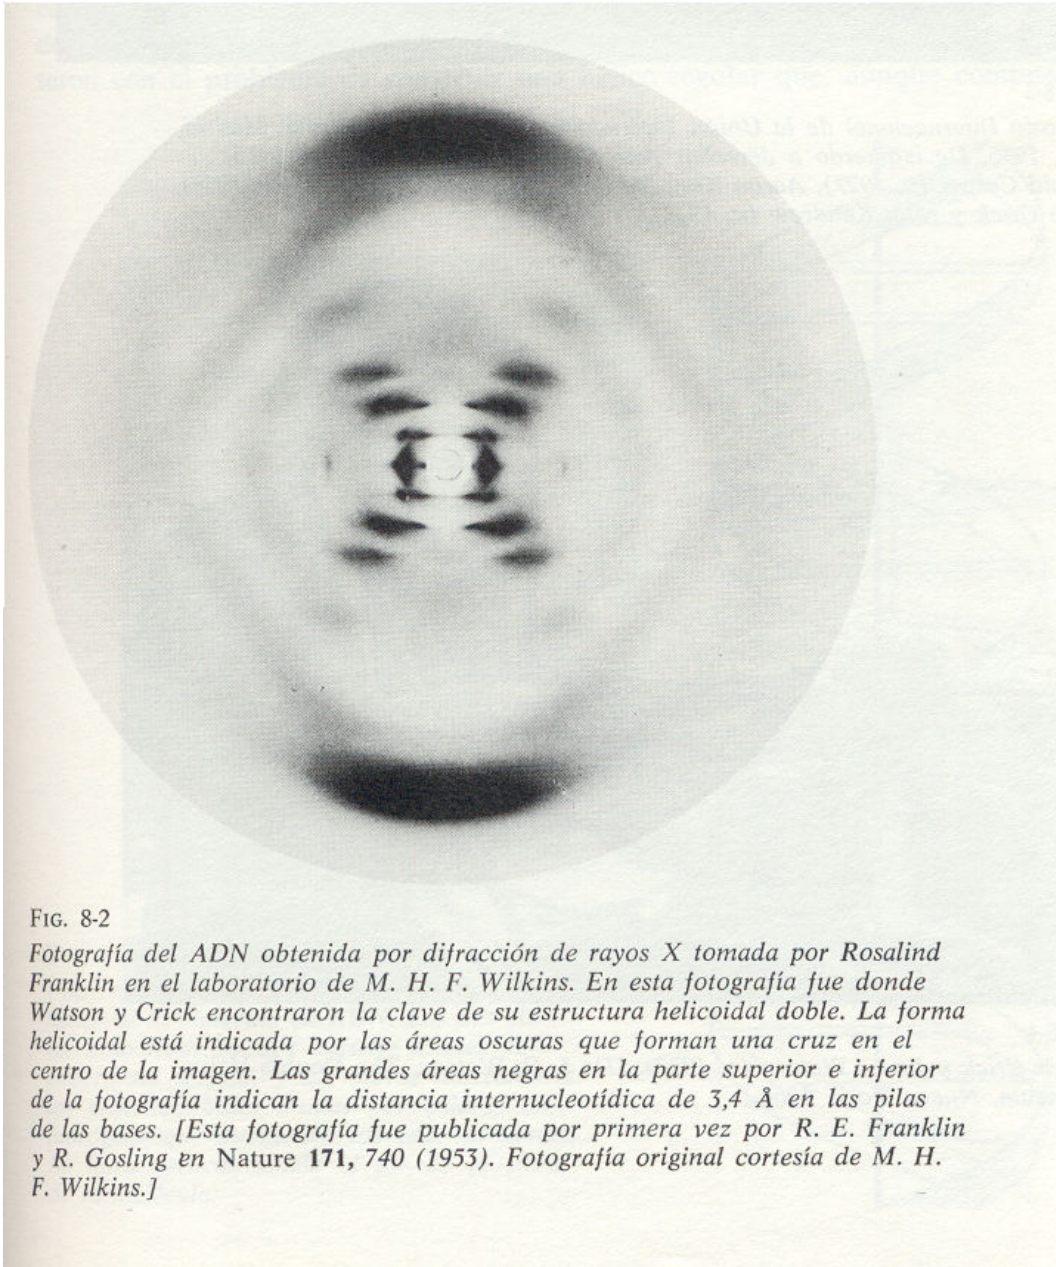 FIG. 8-2
Fotografía del ADN obtenida por difracción de rayos X tomada por Rosalind
Franklin en el laboratorio de M. H. F. Wilkins. En esta fotografía fue donde
Watson y Crick encontraron la clave de su estructura helicoidal doble. La forma
helicoidal está indicada por las áreas oscuras que forman una cruz en el
centro de la imagen. Las grandes áreas negras en la parte superior e inferior
de la fotografía indican la distancia internucleotídica de 3,4 Å en las pilas
de las bases. [Esta fotografía fue publicada por primera vez por R. E. Franklin
y R. Gosling en Nature 171, 740 (1953). Fotografía original cortesía de M. H.
F. Wilkins.]